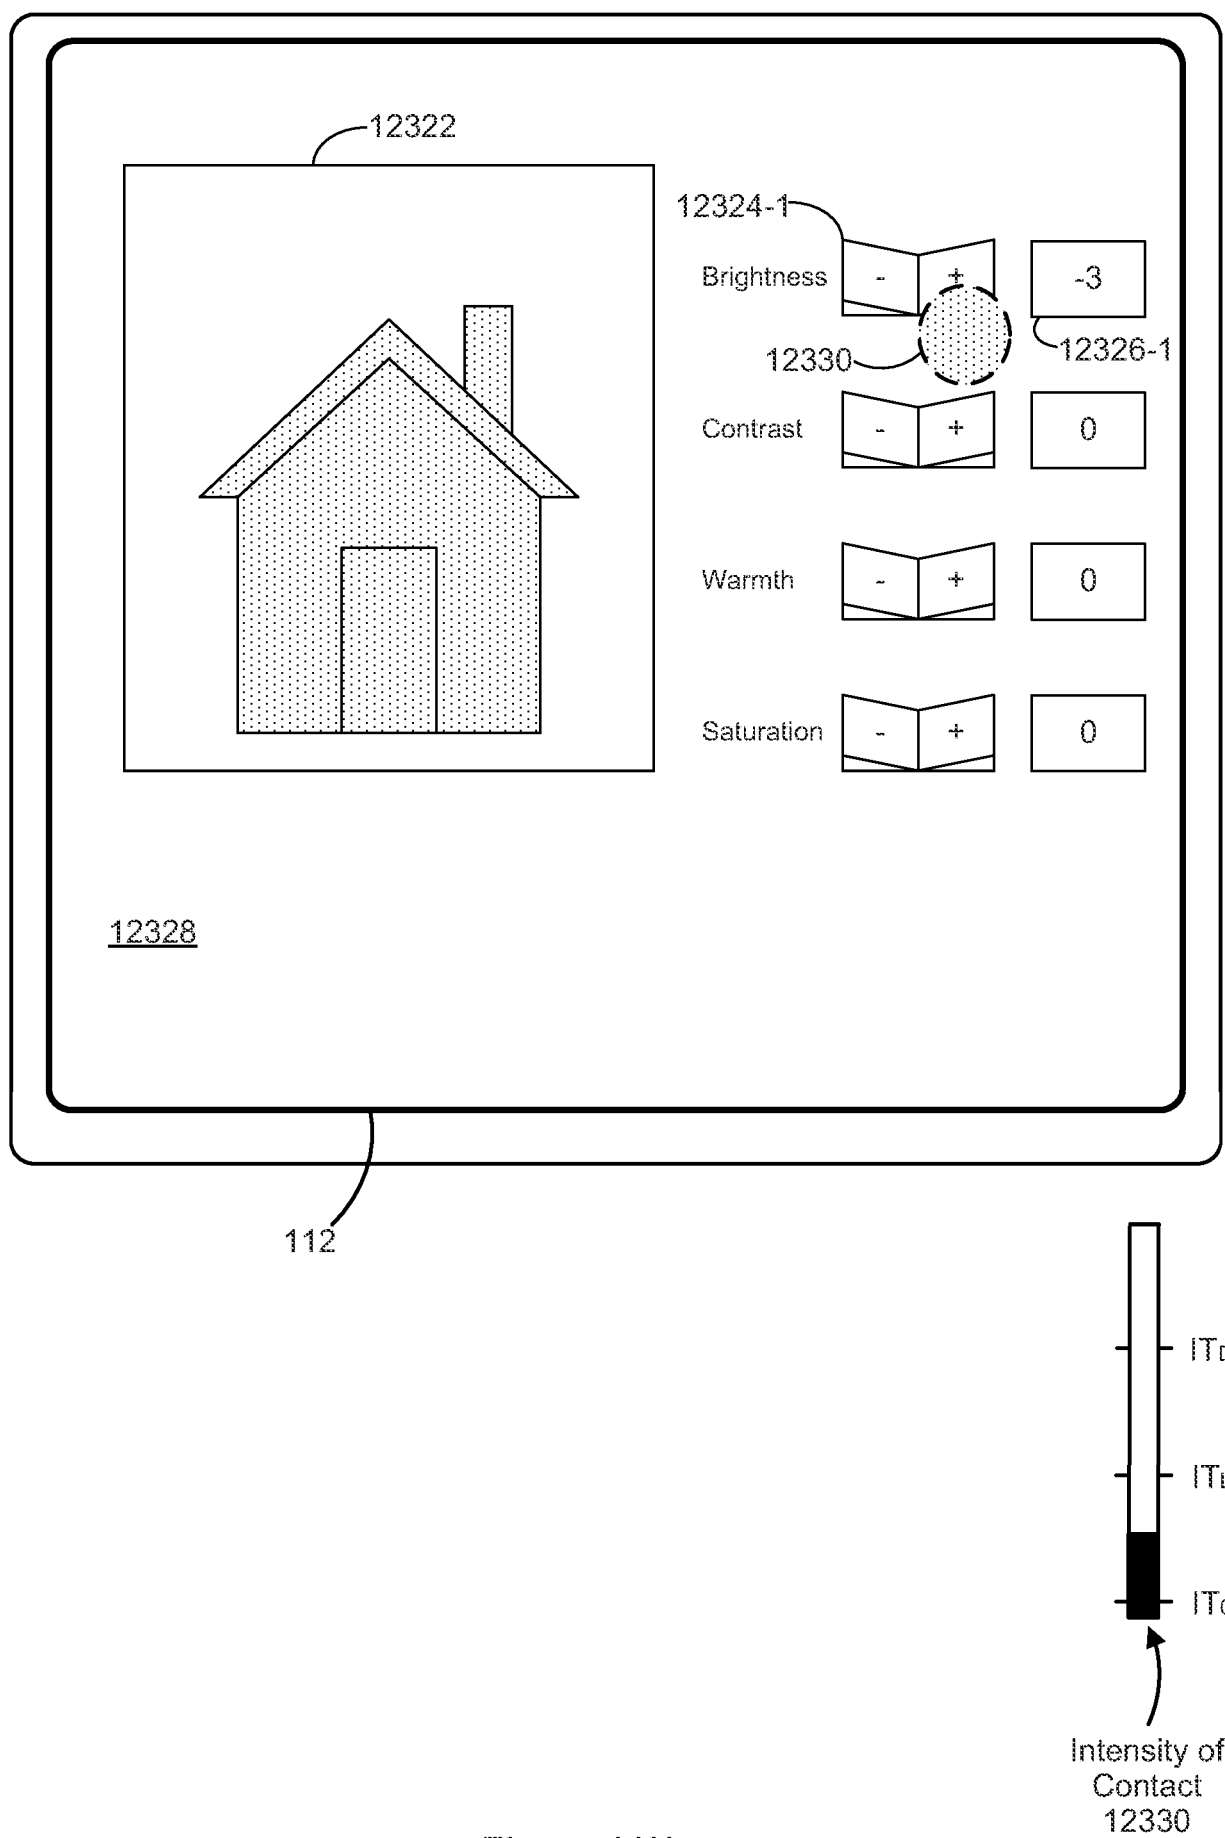 12322
12324-1
Brightness - + -3
12330
12326-1
Contrast - + 0
Warmth - + 0
Saturation - + 0
12328
112
Intensity of
Contact
12330